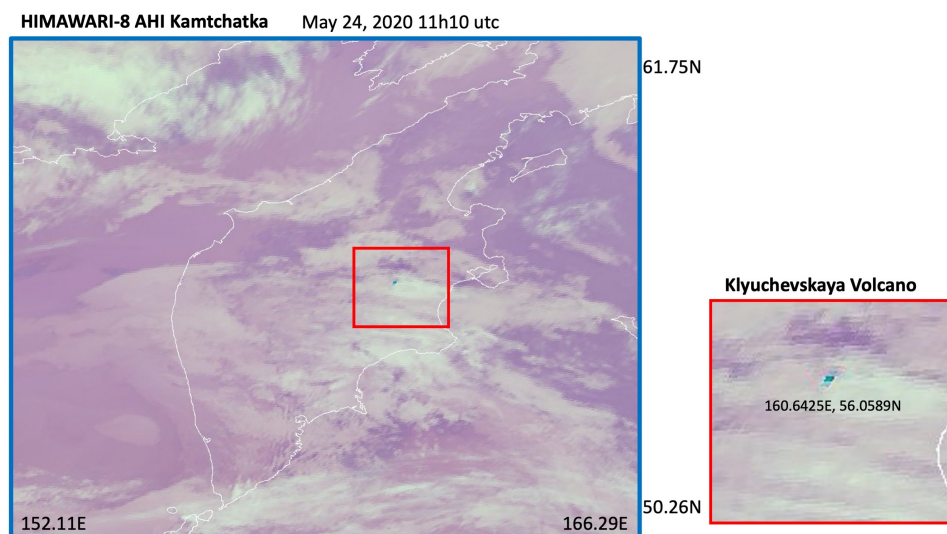 HIMAWARI-8 AHI Kamtchatka May 24, 2020 11h10 utc
61.75N
Klyuchevskaya Volcano
160.6425E, 56.0589N
50.26N
152.11E 166.29E